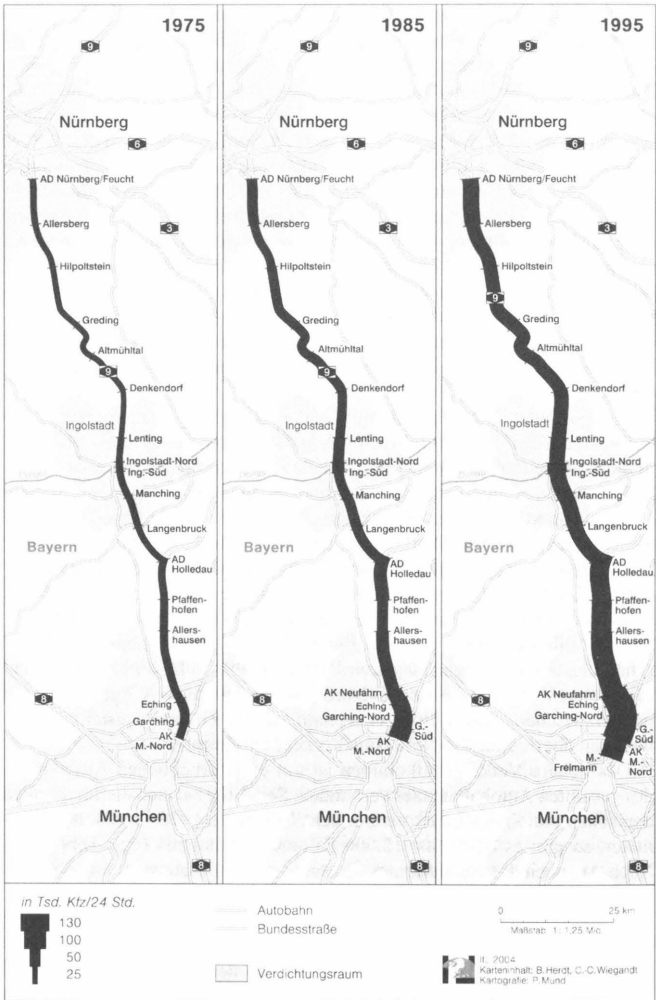 1975
9
Nürnberg
6
AD Nürnberg/Feucht
Allersberg
3
Hilpoltstein
Greding
Altmühltal
9
Denkendorf
Ingolstadt
Lenting
Ingolstadt-Nord
Ing.-Süd
Manching
Langenbruck
Bayern
AD
Holledau
Pfaffen-
hofen
Allers-
hausen
8
Eching
Garching
AK
M.-Nord
München
8
1985
9
Nürnberg
6
AD Nürnberg/Feucht
Allersberg
3
Hilpoltstein
Greding
Altmühltal
9
Denkendorf
Ingolstadt
Lenting
Ingolstadt-Nord
Ing.-Süd
Manching
Langenbruck
Bayern
AD
Holledau
Pfaffen-
hofen
Allers-
hausen
8
AK Neufahrn
Eching
Garching-Nord
G.-
Süd
AK
M.-Nord
München
8
1995
9
Nürnberg
6
AD Nürnberg/Feucht
Allersberg
3
Hilpoltstein
9
Greding
Altmühltal
Denkendorf
Ingolstadt
Lenting
Ingolstadt-Nord
Ing.-Süd
Manching
Langenbruck
Bayern
AD
Holledau
Pfaffen-
hofen
Allers-
hausen
8
AK Neufahrn
Eching
Garching-Nord
G.-
Süd
AK
M.-
Nord
M.-
Freimann
München
8
in Tsd. Kfz/24 Std.
130
100
50
25
Autobahn
Bundesstraße
Verdichtungsraum
0 25 km
Maßstab 1: 1,25 Mio.
IfL 2004
Karteninhalt: B. Herdt, C.-C. Wiegandt
Kartografie: P. Mund